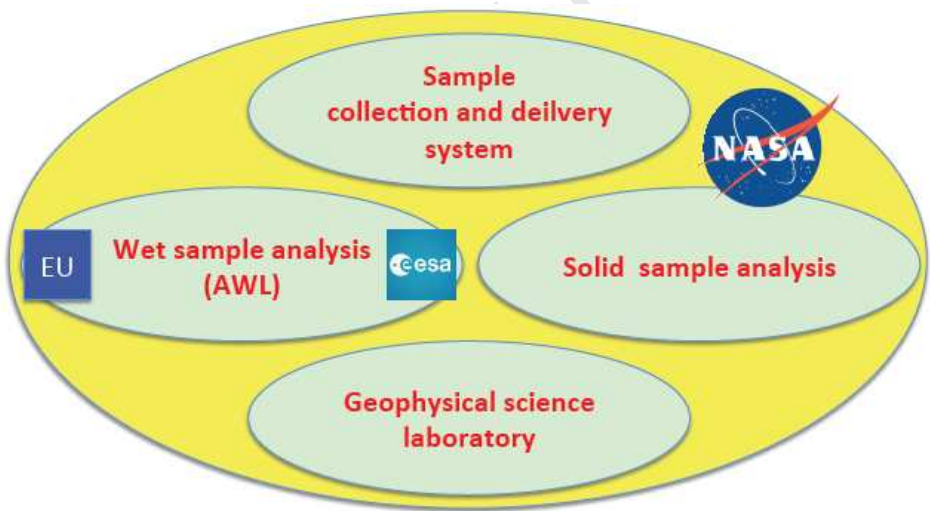 Sample
collection and deilvery
system
NASA
EU
Wet sample analysis
(AWL)
esa
Solid sample analysis
Geophysical science
laboratory